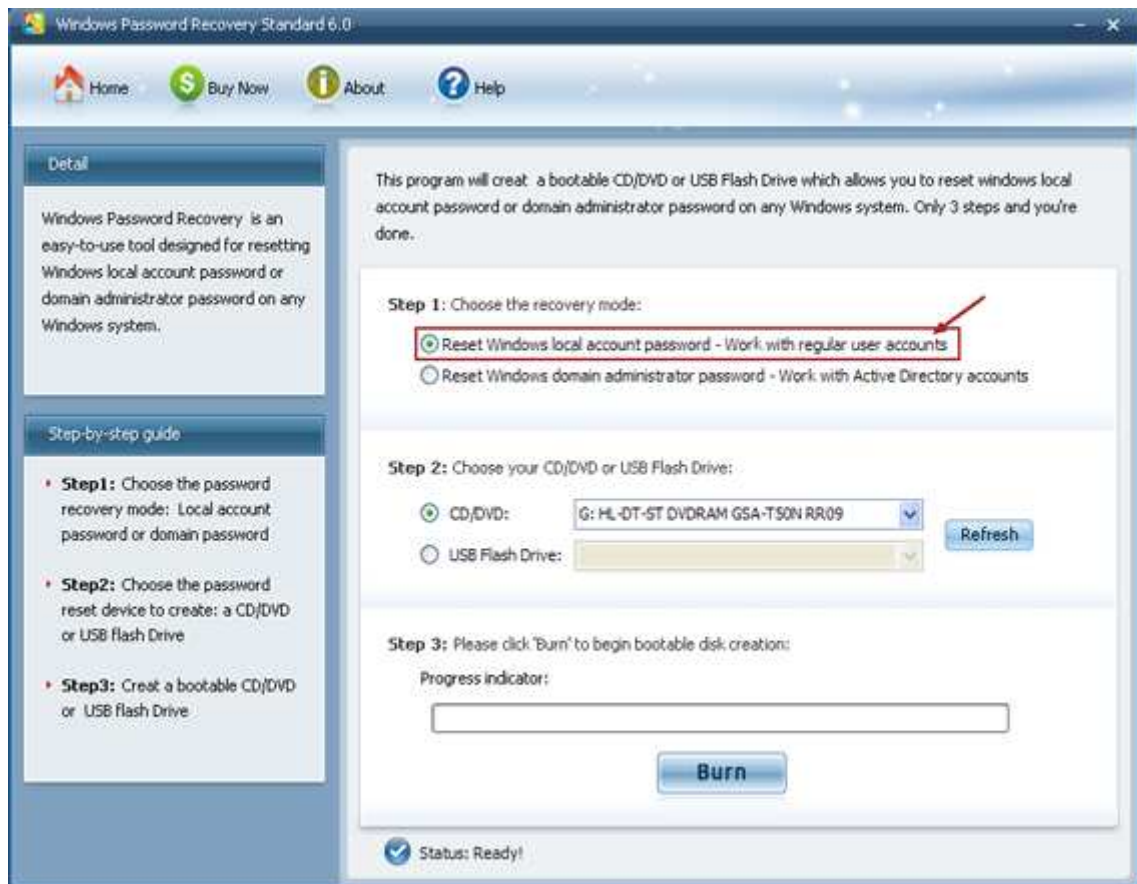 Windows Password Recovery Standard 6.0
Home
Buy Now
About
Help
Detail
Windows Password Recovery is an
easy-to-use tool designed for resetting
Windows local account password or
domain administrator password on any
Windows system.
Step-by-step guide
Step1: Choose the password
recovery mode: Local account
password or domain password
Step2: Choose the password
reset device to create: a CD/DVD
or USB flash Drive
Step3: Creat a bootable CD/DVD
or USB flash Drive
This program will creat a bootable CD/DVD or USB Flash Drive which allows you to reset windows local
account password or domain administrator password on any Windows system. Only 3 steps and you're
done.
Step 1: Choose the recovery mode:
Reset Windows local account password - Work with regular user accounts
Reset Windows domain administrator password - Work with Active Directory accounts
Step 2: Choose your CD/DVD or USB Flash Drive:
CD/DVD: G: HL-DT-ST DVDRAM GSA-T50N RR09
Refresh
USB Flash Drive:
Step 3: Please click 'Burn' to begin bootable disk creation:
Progress indicator:
Burn
Status: Ready!